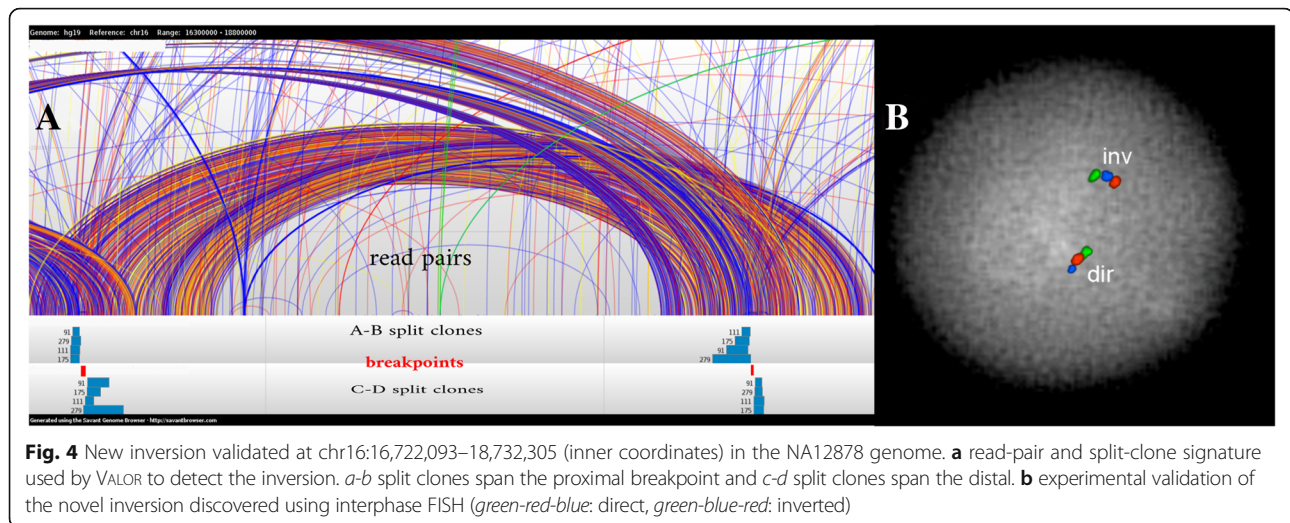 Genome: hg19 Reference: chr16 Range: 16300000 - 18800000
A
read pairs
A-B split clones
91
279
111
175
111
175
91
279
breakpoints
C-D split clones
91
175
111
279
91
279
111
175
Generated using the Savant Genome Browser - http://savantbrowser.com
B
inv
dir
Fig. 4 New inversion validated at chr16:16,722,093–18,732,305 (inner coordinates) in the NA12878 genome. a read-pair and split-clone signature
used by VALOR to detect the inversion. a-b split clones span the proximal breakpoint and c-d split clones span the distal. b experimental validation of
the novel inversion discovered using interphase FISH (green-red-blue: direct, green-blue-red: inverted)